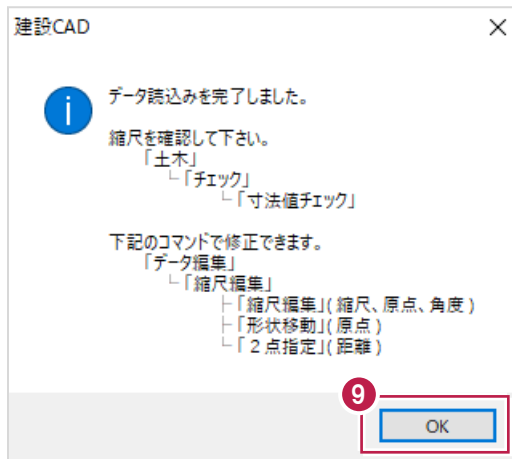 建設CAD
データ読込みを完了しました。
縮尺を確認して下さい。
「土木」
└「チェック」
└「寸法値チェック」
下記のコマンドで修正できます。
「データ編集」
└「縮尺編集」
├「縮尺編集」(縮尺、原点、角度)
├「形状移動」(原点)
└「２点指定」(距離)
9
OK